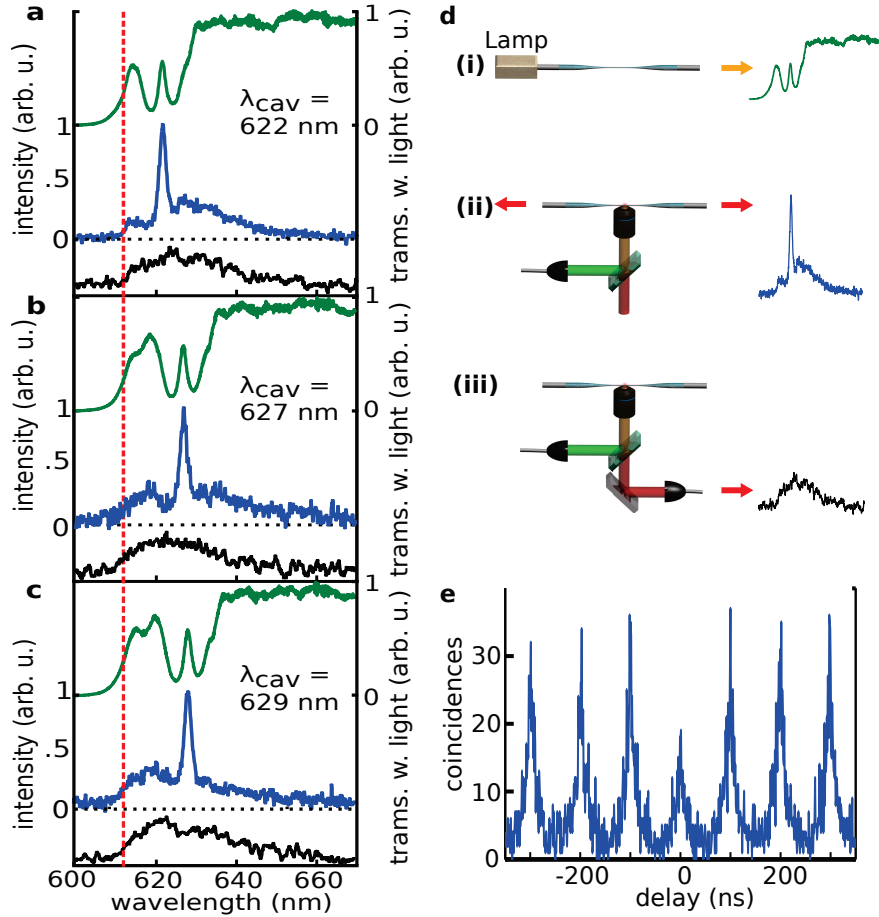 a
intensity (arb. u.)
1
.5
0
λcav =
622 nm
1
0
trams. w. light (arb. u.)
b
intensity (arb. u.)
1
.5
0
λcav =
627 nm
1
0
trams. w. light (arb. u.)
c
intensity (arb. u.)
1
.5
0
λcav =
629 nm
1
0
trams. w. light (arb. u.)
600 620 640 660
wavelength (nm)
d
Lamp
(i)
(ii)
(iii)
e
coincidences
30
20
10
0
-200 -100 0 100 200
delay (ns)